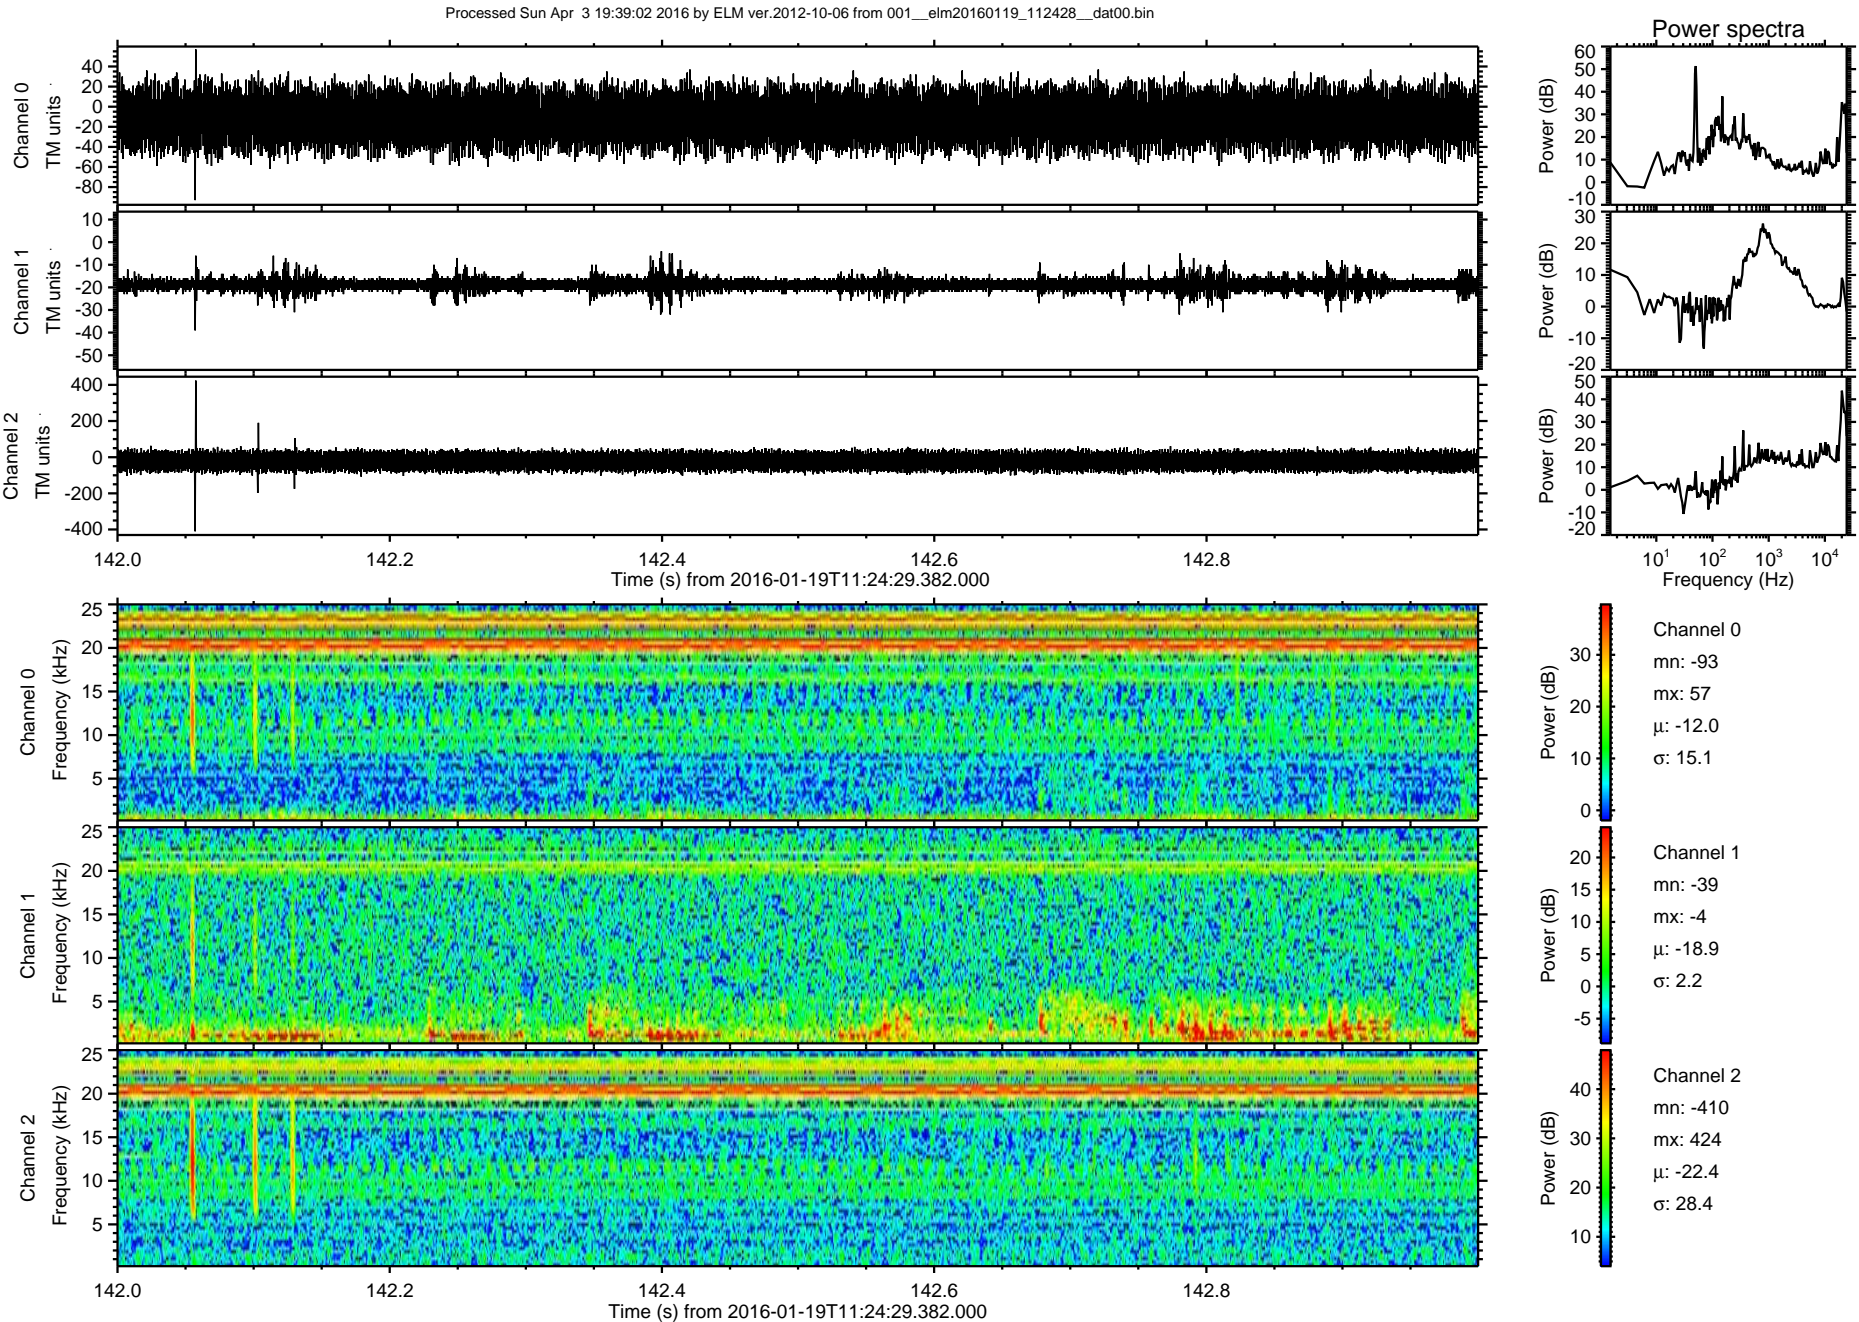 Processed Sun Apr  3 19:39:02 2016 by ELM ver.2012-10-06 from 001__elm20160119_112428__dat00.bin
Power spectra
Channel 0
TM units
40
20
0
-20
-40
-60
-80
Power (dB)
60
50
40
30
20
10
0
-10
Channel 1
TM units
10
0
-10
-20
-30
-40
-50
Power (dB)
30
20
10
0
-10
-20
Channel 2
TM units
400
200
0
-200
-400
Power (dB)
50
40
30
20
10
0
-10
-20
142.0 142.2 142.4 142.6 142.8
Time (s) from 2016-01-19T11:24:29.382.000
10¹ 10² 10³ 10⁴
Frequency (Hz)
Channel 0
Frequency (kHz)
25
20
15
10
5
Power (dB)
30
20
10
0
Channel 0
mn: -93
mx: 57
μ: -12.0
σ: 15.1
Channel 1
Frequency (kHz)
25
20
15
10
5
Power (dB)
20
15
10
5
0
-5
Channel 1
mn: -39
mx: -4
μ: -18.9
σ: 2.2
Channel 2
Frequency (kHz)
25
20
15
10
5
Power (dB)
40
30
20
10
Channel 2
mn: -410
mx: 424
μ: -22.4
σ: 28.4
142.0 142.2 142.4 142.6 142.8
Time (s) from 2016-01-19T11:24:29.382.000